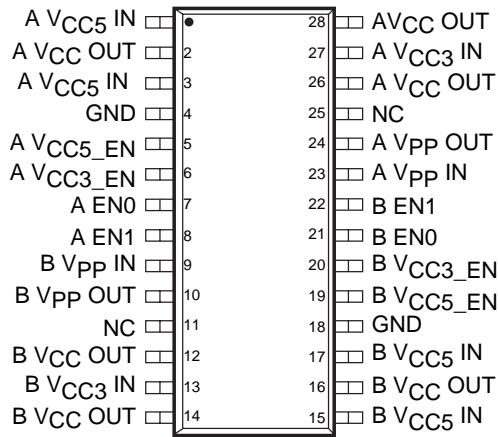 A VCC5 IN 28 AVCC OUT
A VCC OUT 2 27 A VCC3 IN
A VCC5 IN 3 26 A VCC OUT
GND 4 25 NC
A VCC5_EN 5 24 A VPP OUT
A VCC3_EN 6 23 A VPP IN
A EN0 7 22 B EN1
A EN1 8 21 B EN0
B VPP IN 9 20 B VCC3_EN
B VPP OUT 10 19 B VCC5_EN
NC 11 18 GND
B VCC OUT 12 17 B VCC5 IN
B VCC3 IN 13 16 B VCC OUT
B VCC OUT 14 15 B VCC5 IN